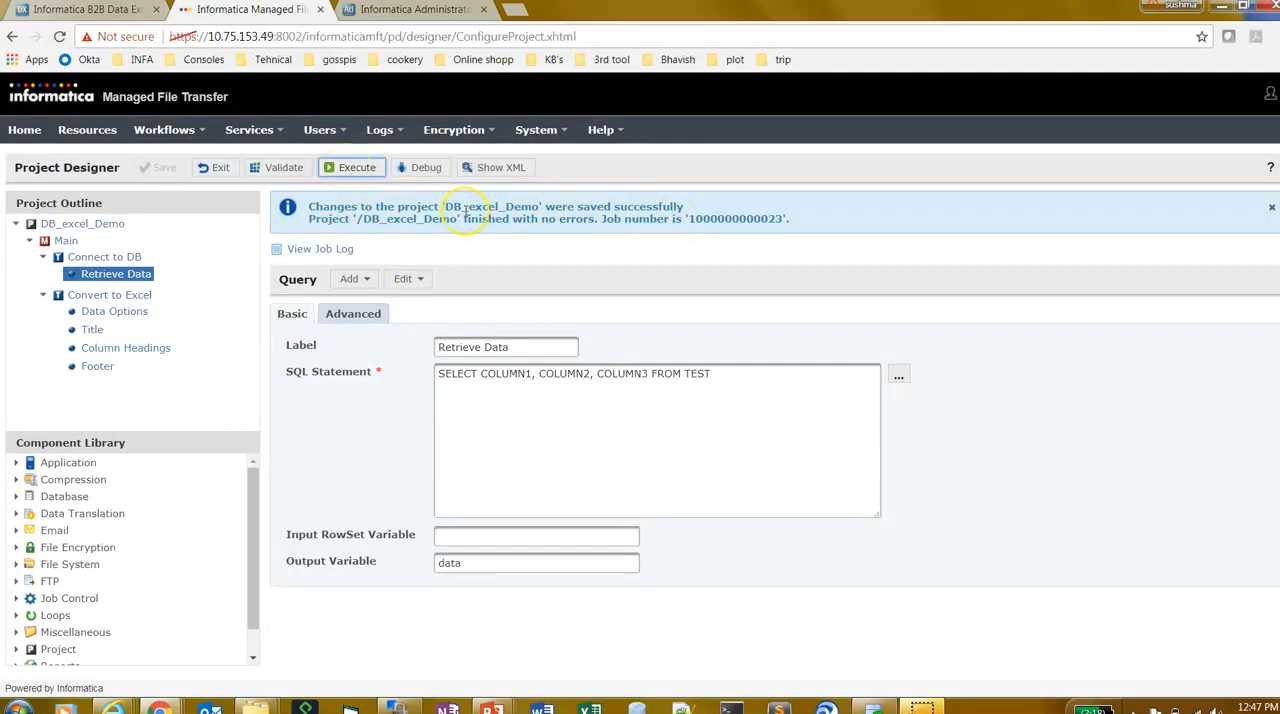 Informatica B2B Data Ex
Informatica Managed Fil
Informatica Administrato
sushma
Not secure
https://10.75.153.49:8002/informaticamft/pd/designer/ConfigureProject.xhtml
Apps Okta INFA Consoles Tehnical gosspis cookery Online shopp KB's 3rd tool Bhavish plot trip
informatica Managed File Transfer
Home Resources Workflows Services Users Logs Encryption System Help
Project Designer Save Exit Validate Execute Debug Show XML ?
Project Outline
DB_excel_Demo
Main
Connect to DB
Retrieve Data
Convert to Excel
Data Options
Title
Column Headings
Footer
Component Library
Application
Compression
Database
Data Translation
Email
File Encryption
File System
FTP
Job Control
Loops
Miscellaneous
Project
Reports
Changes to the project 'DB_excel_Demo' were saved successfully
Project '/DB_excel_Demo' finished with no errors. Job number is '1000000000023'.
View Job Log
Query Add Edit
Basic Advanced
Label Retrieve Data
SQL Statement * SELECT COLUMN1, COLUMN2, COLUMN3 FROM TEST
...
Input RowSet Variable
Output Variable data
Powered by Informatica
12:47 PM